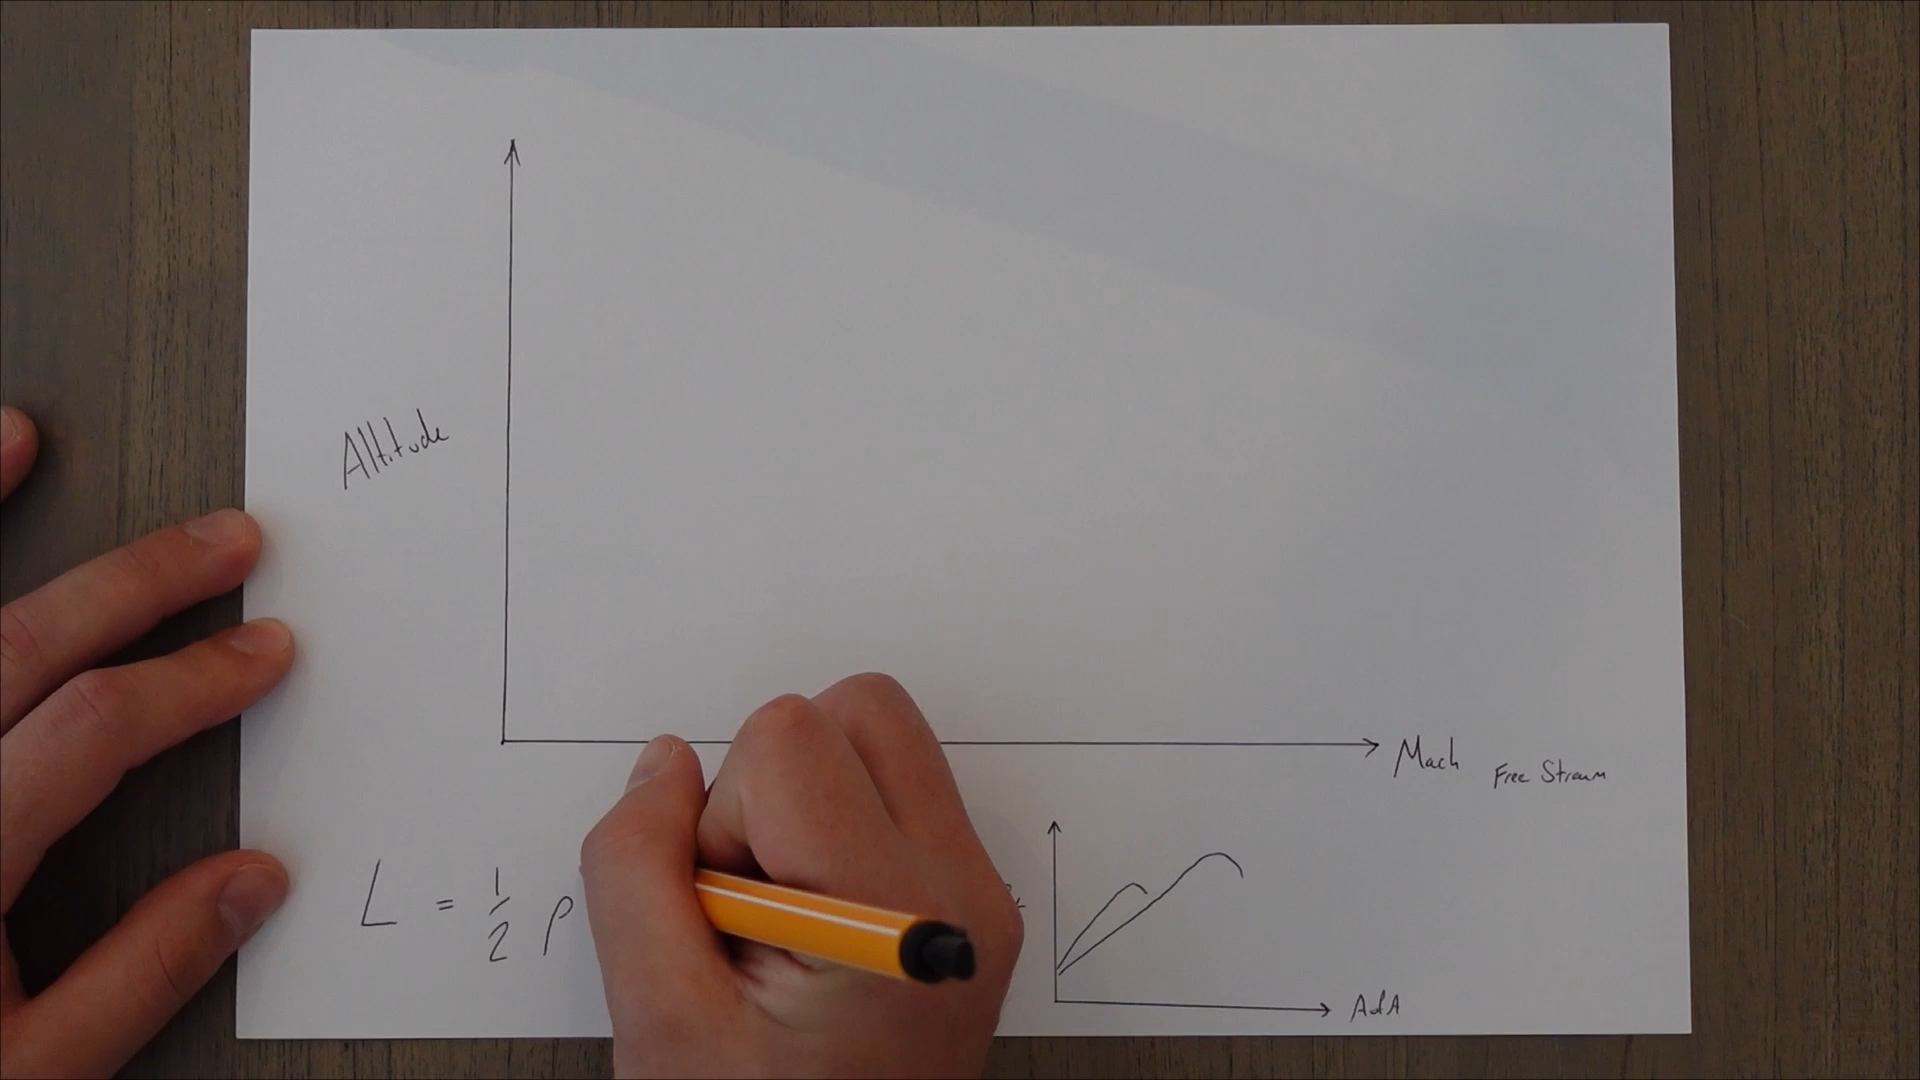 Altitude
Mach Free Stream
L = 1/2 ρ
AoA